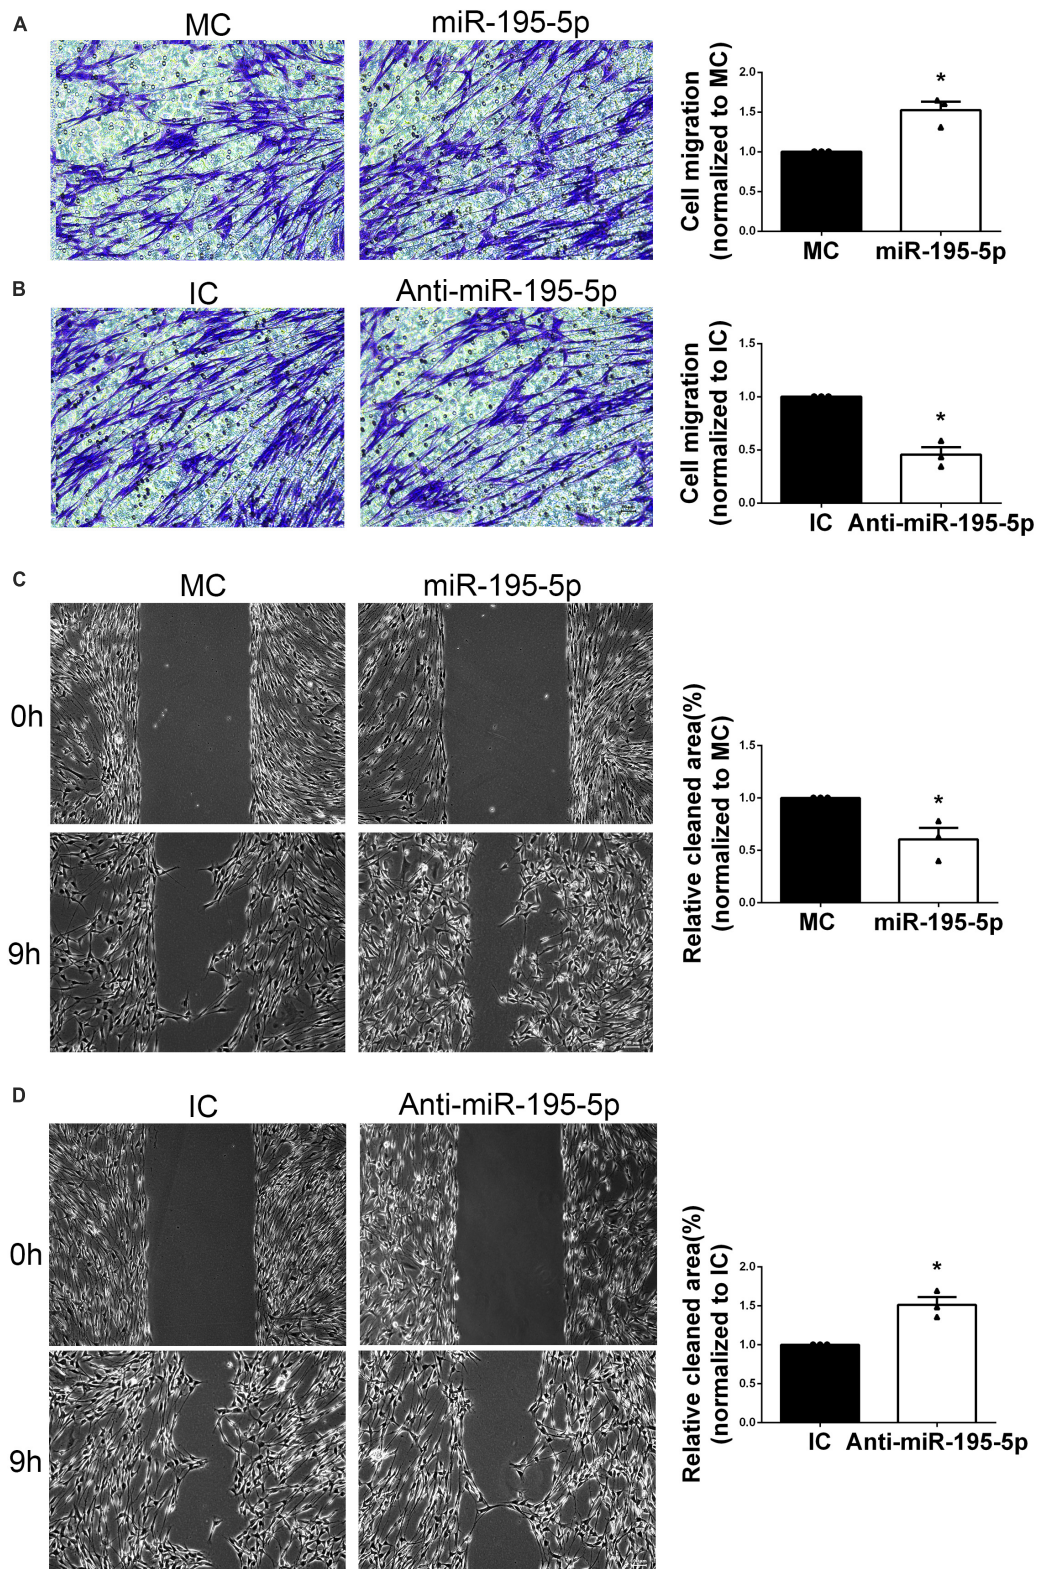 A
MC
miR-195-5p
Cell migration
(normalized to MC)
2.0
1.5
1.0
0.5
0.0
*
MC
miR-195-5p
B
IC
Anti-miR-195-5p
Cell migration
(normalized to IC)
1.5
1.0
0.5
0.0
*
IC
Anti-miR-195-5p
C
MC
miR-195-5p
0h
9h
Relative cleaned area(%)
(normalized to MC)
1.5
1.0
0.5
0.0
*
MC
miR-195-5p
D
IC
Anti-miR-195-5p
0h
9h
Relative cleaned area(%)
(normalized to IC)
2.0
1.5
1.0
0.5
0.0
*
IC
Anti-miR-195-5p